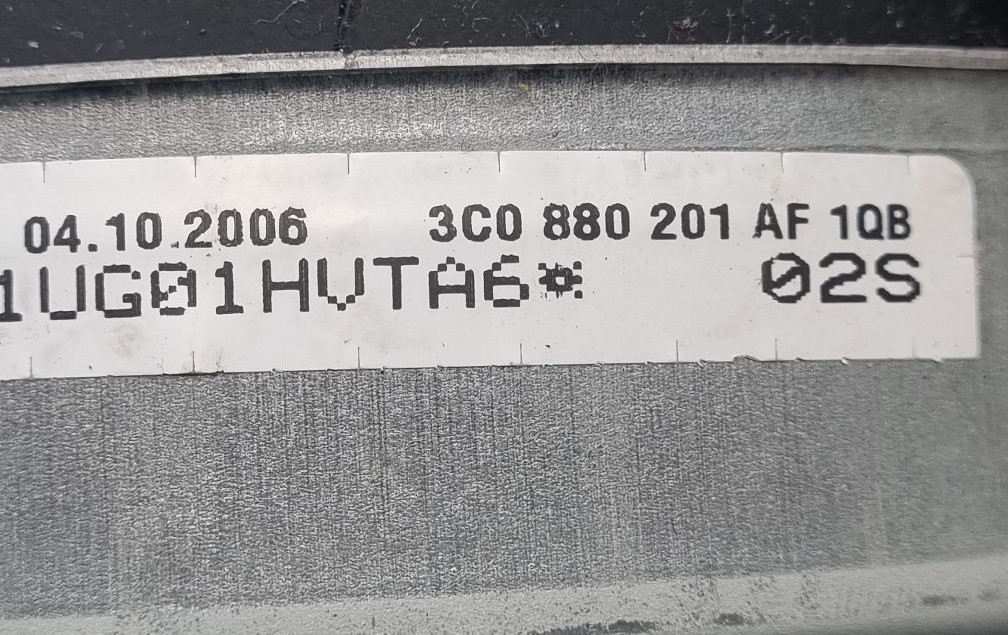 04.10.2006 3C0 880 201 AF 1QB
1UG01HVTA6* 02S